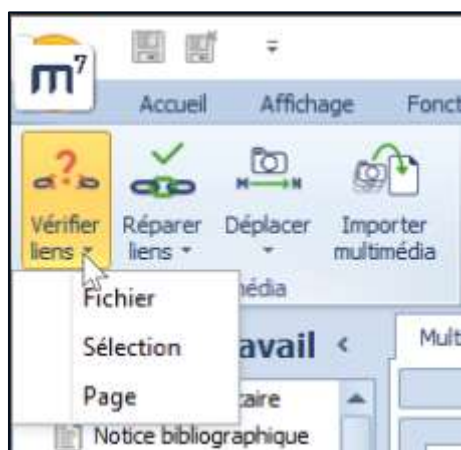 m7
Accueil Affichage Fonct
Vérifier liens Réparer liens Déplacer Importer multimédia
média
Fichier
avail
Mult
Sélection
Page
aire
Notice bibliographique